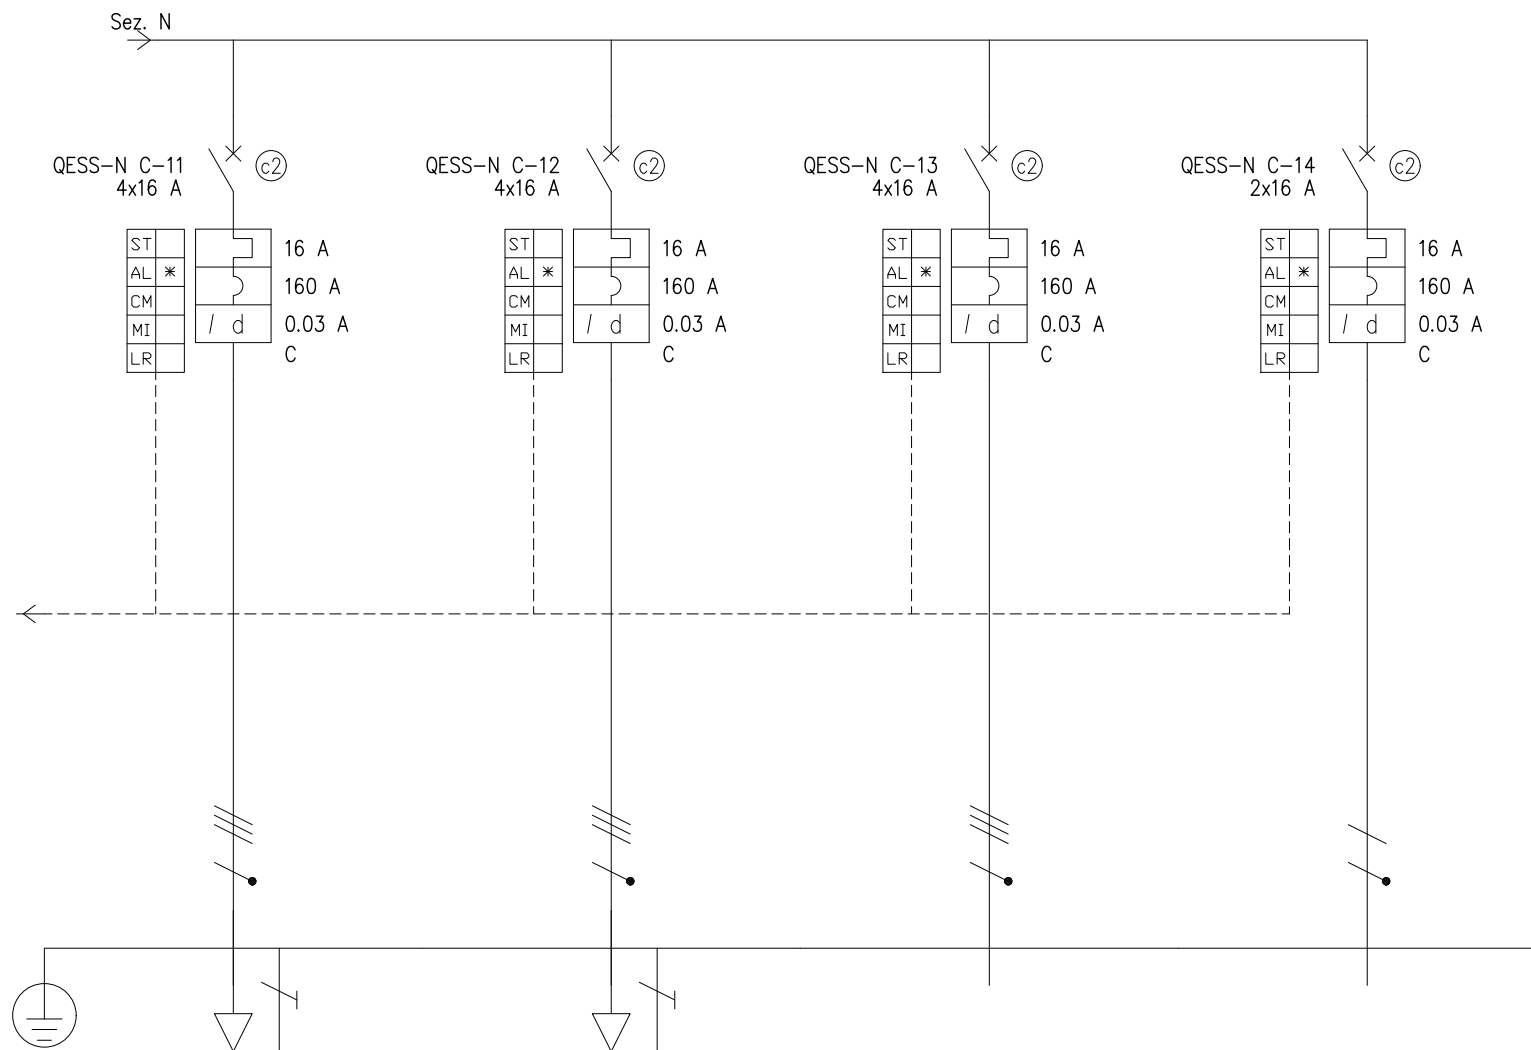 Sez. N
QESS-N C-11
4x16 A
c2
ST
AL *
CM
MI
LR
I d
16 A
160 A
0.03 A
C
QESS-N C-12
4x16 A
c2
ST
AL *
CM
MI
LR
I d
16 A
160 A
0.03 A
C
QESS-N C-13
4x16 A
c2
ST
AL *
CM
MI
LR
I d
16 A
160 A
0.03 A
C
QESS-N C-14
2x16 A
c2
ST
AL *
CM
MI
LR
I d
16 A
160 A
0.03 A
C